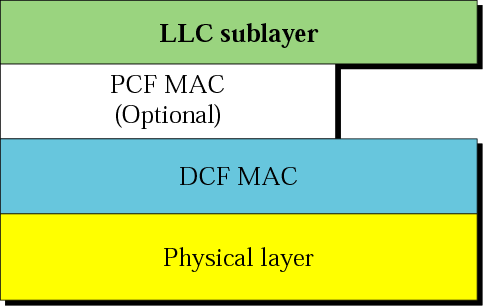 LLC sublayer
PCF MAC
(Optional)
DCF MAC
Physical layer